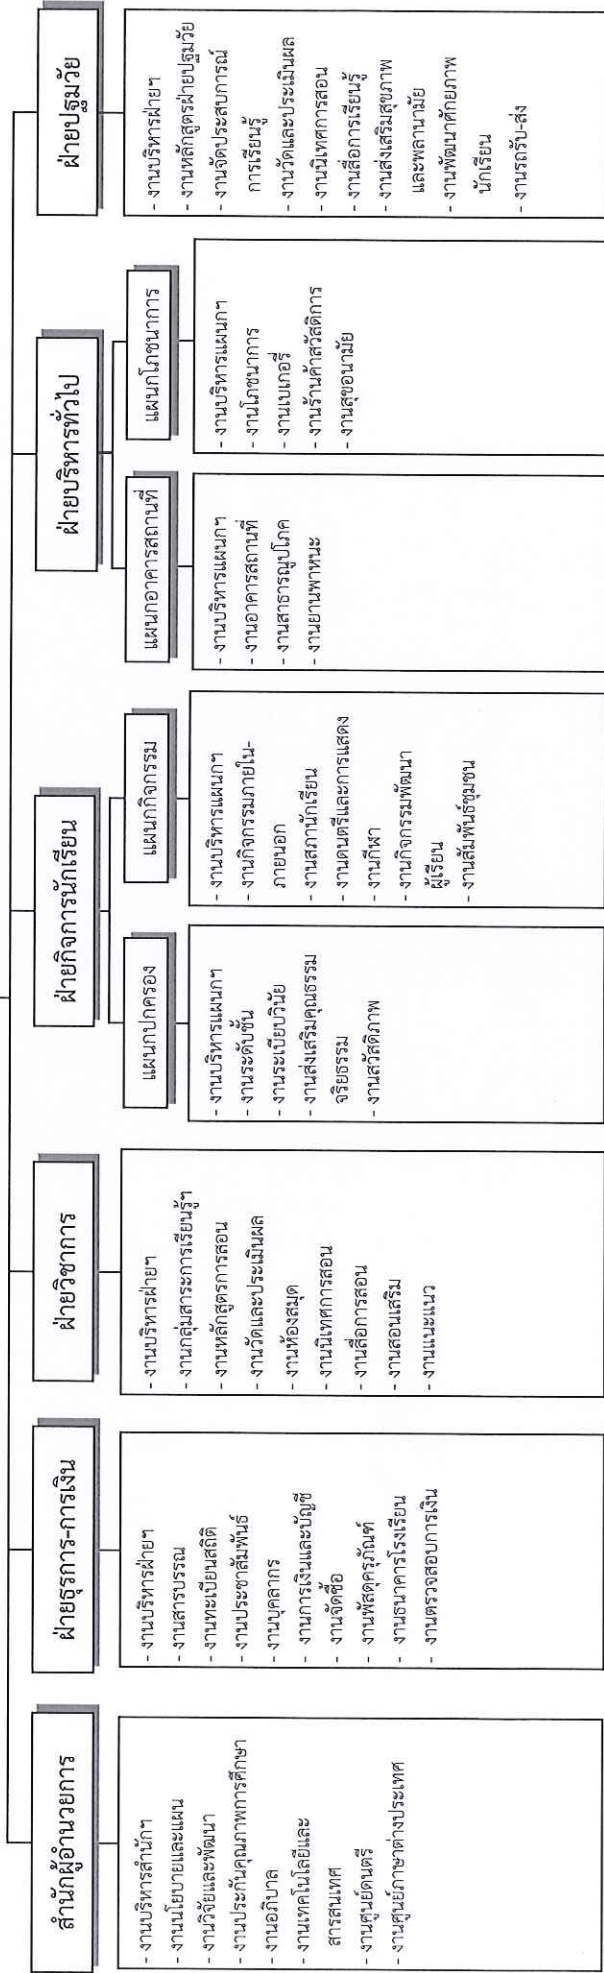 สำนักผู้อำนวยการ
- งานบริหารสำนักฯ
- งานนโยบายและแผน
- งานวิจัยและพัฒนา
- งานประกันคุณภาพการศึกษา
- งานอภิบาล
- งานเทคโนโลยีและ
สารสนเทศ
- งานศูนย์ดนตรี
- งานศูนย์ภาษาต่างประเทศ
ฝ่ายธุรการ-การเงิน
- งานบริหารฝ่ายฯ
- งานสารบรรณ
- งานทะเบียนสถิติ
- งานประชาสัมพันธ์
- งานบุคลากร
- งานการเงินและบัญชี
- งานจัดซื้อ
- งานพัสดุครุภัณฑ์
- งานธนาคารโรงเรียน
- งานตรวจสอบการเงิน
ฝ่ายวิชาการ
- งานบริหารฝ่ายฯ
- งานกลุ่มสาระการเรียนรู้ฯ
- งานหลักสูตรการสอน
- งานวัดและประเมินผล
- งานห้องสมุด
- งานนิเทศการสอน
- งานสื่อการสอน
- งานสอนเสริม
- งานแนะแนว
ฝ่ายกิจการนักเรียน
แผนกปกครอง
- งานบริหารแผนกฯ
- งานระดับชั้น
- งานระเบียบวินัย
- งานส่งเสริมคุณธรรม
จริยธรรม
- งานสวัสดิภาพ
แผนกกิจกรรม
- งานบริหารแผนกฯ
- งานกิจกรรมภายใน-
ภายนอก
- งานสภานักเรียน
- งานดนตรีและการแสดง
- งานกีฬา
- งานกิจกรรมพัฒนา
ผู้เรียน
- งานสัมพันธ์ชุมชน
ฝ่ายบริหารทั่วไป
แผนกอาคารสถานที่
- งานบริหารแผนกฯ
- งานอาคารสถานที่
- งานสาธารณูปโภค
- งานยานพาหนะ
แผนกโภชนาการ
- งานบริหารแผนกฯ
- งานโภชนาการ
- งานเบเกอรี่
- งานร้านค้าสวัสดิการ
- งานสุขอนามัย
ฝ่ายปฐมวัย
- งานบริหารฝ่ายฯ
- งานหลักสูตรฝ่ายปฐมวัย
- งานจัดประสบการณ์
การเรียนรู้
- งานวัดและประเมินผล
- งานนิเทศการสอน
- งานสื่อการเรียนรู้
- งานส่งเสริมสุขภาพ
และพลานามัย
- งานพัฒนาศักยภาพ
นักเรียน
- งานรถรับ-ส่ง